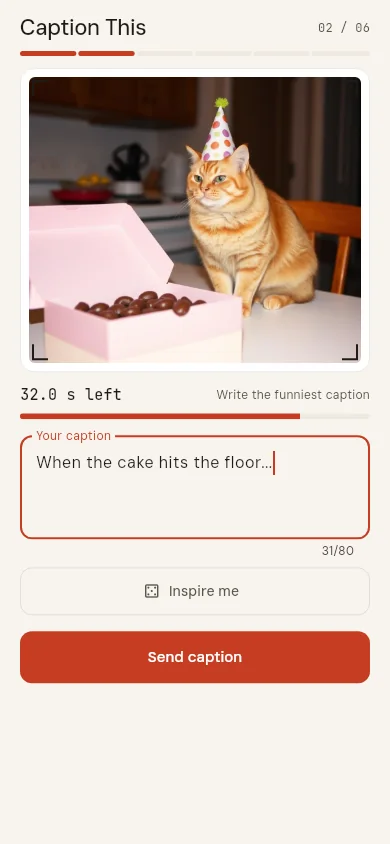 Caption This
02 / 06
32.0 s left
Write the funniest caption
Your caption
When the cake hits the floor...
31/80
Inspire me
Send caption